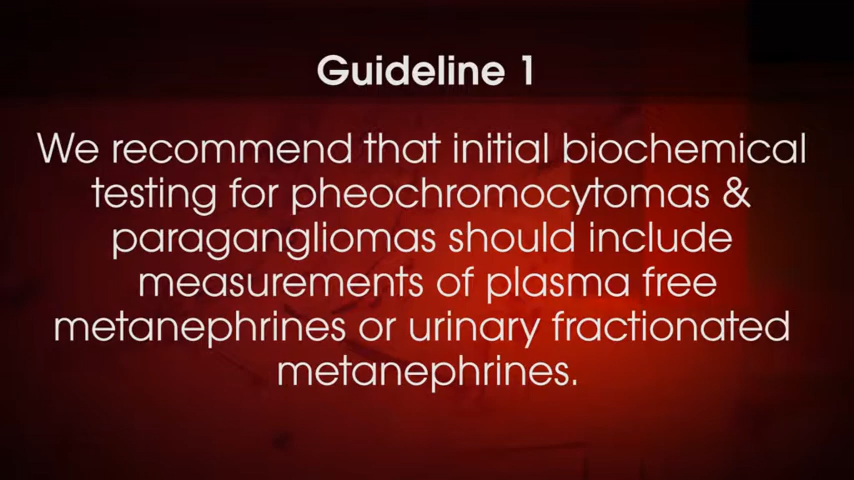 Guideline 1
We recommend that initial biochemical
testing for pheochromocytomas &
paragangliomas should include
measurements of plasma free
metanephrines or urinary fractionated
metanephrines.